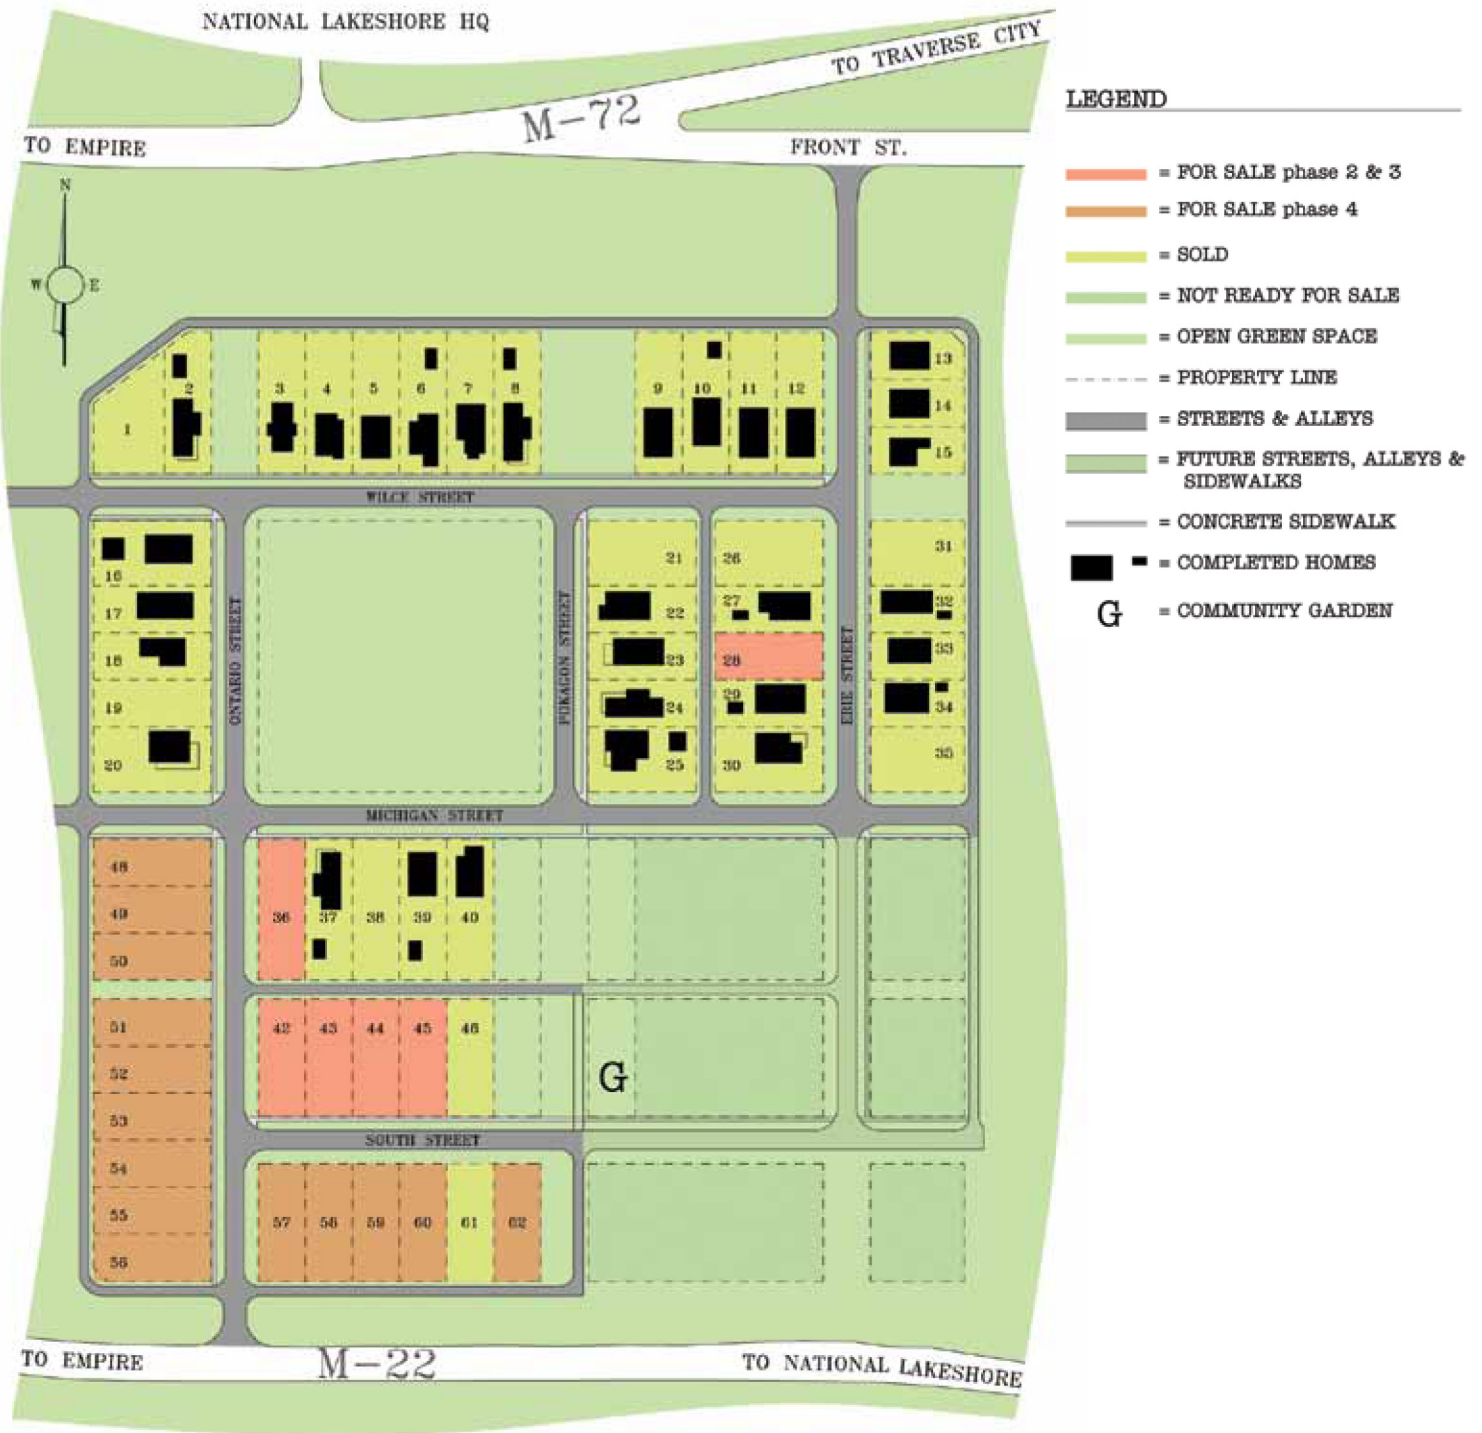 NATIONAL LAKESHORE HQ
TO TRAVERSE CITY
M-72
TO EMPIRE
FRONT ST.
N
W E
13
2 3 4 5 6 7 8 9 10 11 12
14
1
15
WILCE STREET
16
21 26 31
17
22 27 32
18
23 28 33
19
24 29 34
20
25 30 35
ONTARIO STREET
POKAGON STREET
ERIE STREET
MICHIGAN STREET
48
49
36 37 38 39 40
50
51
42 43 44 45 46
52
G
53
SOUTH STREET
54
55
57 58 59 60 61 62
56
TO EMPIRE
M-22
TO NATIONAL LAKESHORE
LEGEND
= FOR SALE phase 2 & 3
= FOR SALE phase 4
= SOLD
= NOT READY FOR SALE
= OPEN GREEN SPACE
= PROPERTY LINE
= STREETS & ALLEYS
= FUTURE STREETS, ALLEYS &
SIDEWALKS
= CONCRETE SIDEWALK
= COMPLETED HOMES
G = COMMUNITY GARDEN